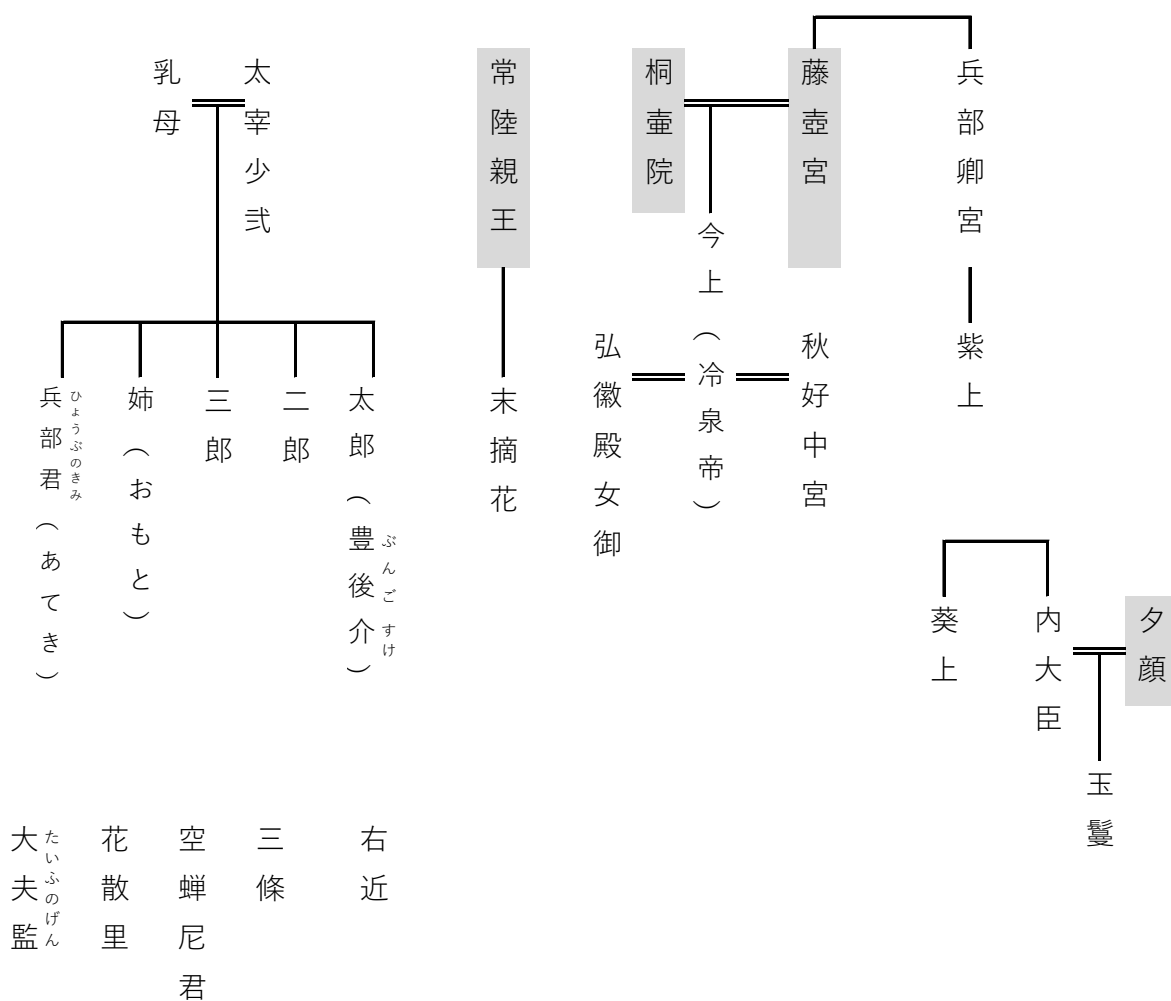 兵部卿宮
藤壺宮
桐壷院
常陸親王
太宰少弐
乳母
今上（冷泉帝）
紫上
秋好中宮
弘徽殿女御
末摘花
太郎（豊後介）
ぶんご すけ
二郎
三郎
姉（おもと）
兵部君（あてき）
ひょうぶのきみ
夕顔
内大臣
葵上
玉鬘
右近
三條
空蝉尼君
花散里
大夫監
たいふのげん